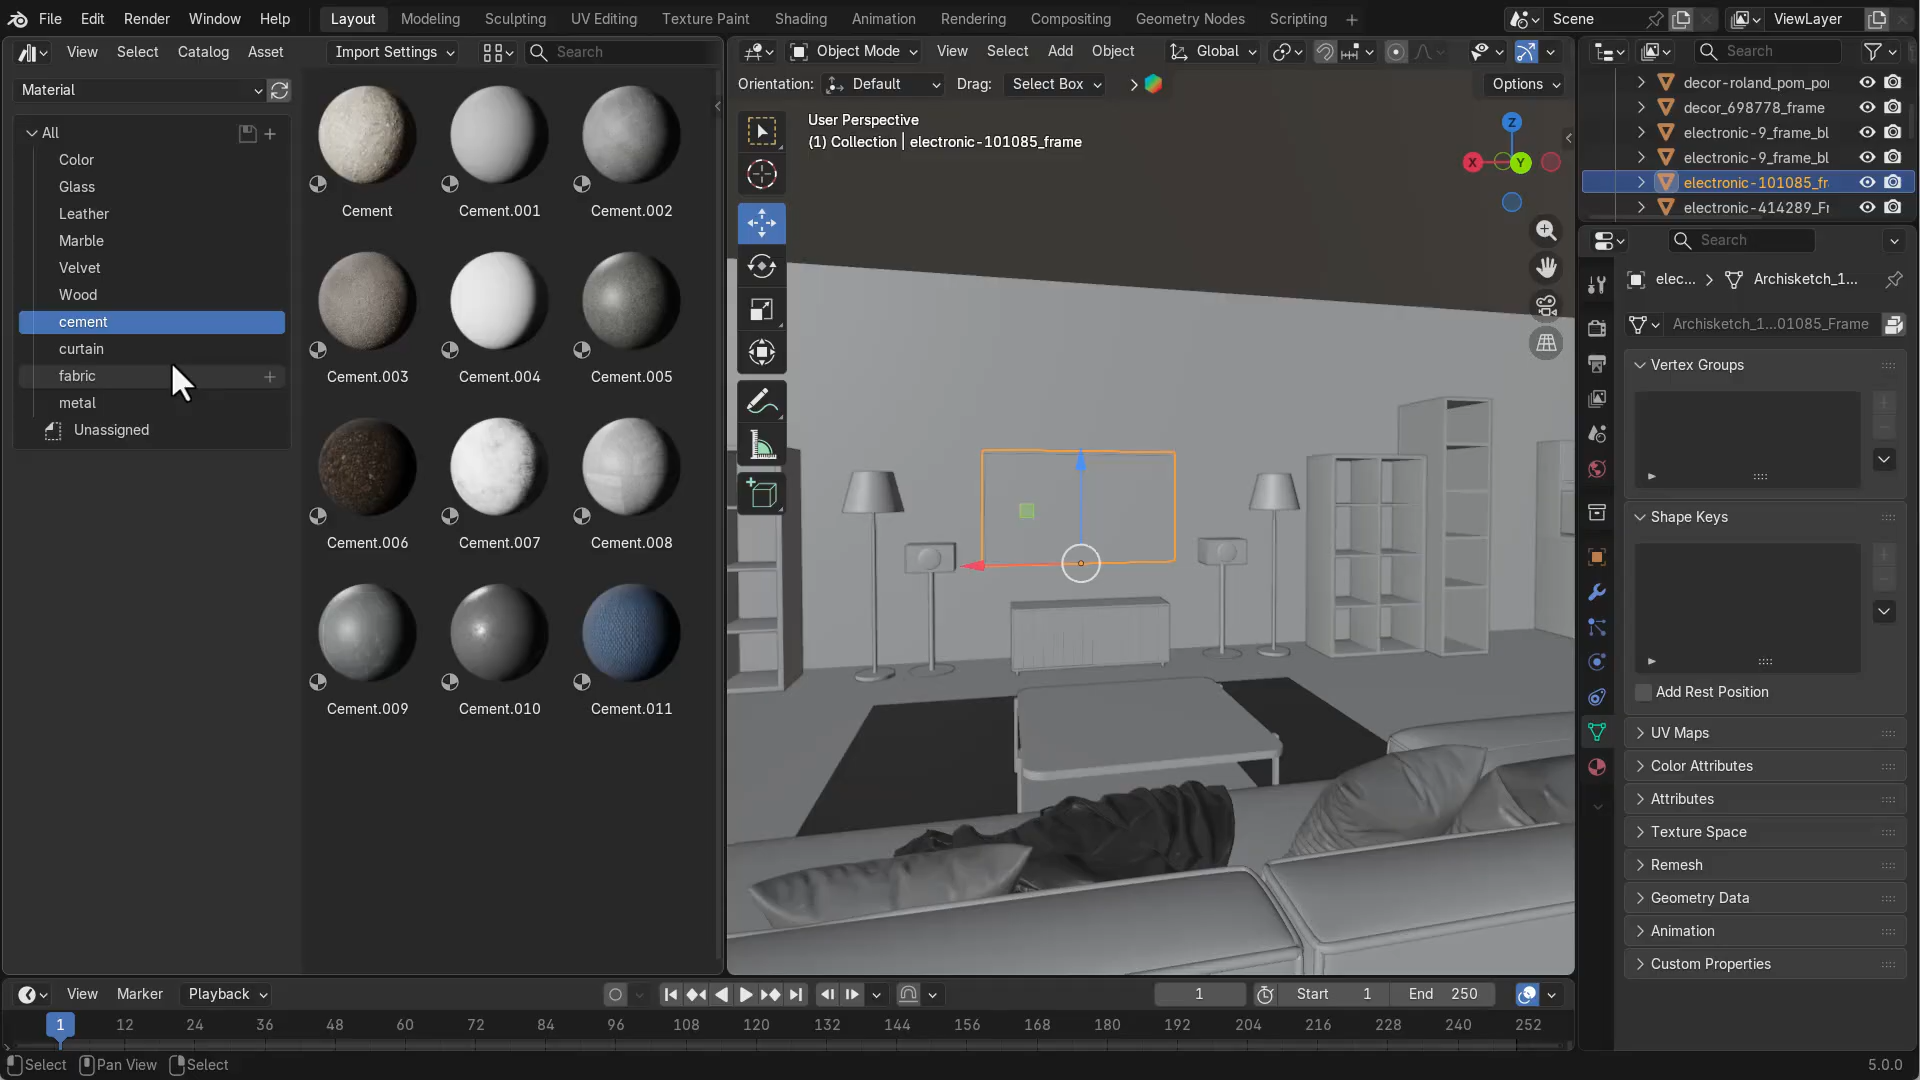 File Edit Render Window Help
Layout Modeling Sculpting UV Editing Texture Paint Shading Animation Rendering Compositing Geometry Nodes Scripting +
Scene
ViewLayer
View Select Catalog Asset Import Settings Search
Material
All
Color
Glass
Leather
Marble
Velvet
Wood
cement
curtain
fabric
metal
Unassigned
Cement Cement.001 Cement.002
Cement.003 Cement.004 Cement.005
Cement.006 Cement.007 Cement.008
Cement.009 Cement.010 Cement.011
Object Mode View Select Add Object Global
Orientation: Default Drag: Select Box Options
User Perspective
(1) Collection | electronic-101085_frame
Z
X
Y
Search
decor-roland_pom_por
decor_698778_frame
electronic-9_frame_bl
electronic-9_frame_bl
electronic-101085_fr
electronic-414289_Fr
Search
elec... Archisketch_1...
Archisketch_1...01085_Frame
Vertex Groups
Shape Keys
Add Rest Position
UV Maps
Color Attributes
Attributes
Texture Space
Remesh
Geometry Data
Animation
Custom Properties
View Marker Playback
1 Start 1 End 250
1 12 24 36 48 60 72 84 96 108 120 132 144 156 168 180 192 204 216 228 240 252
Select Pan View Select
5.0.0